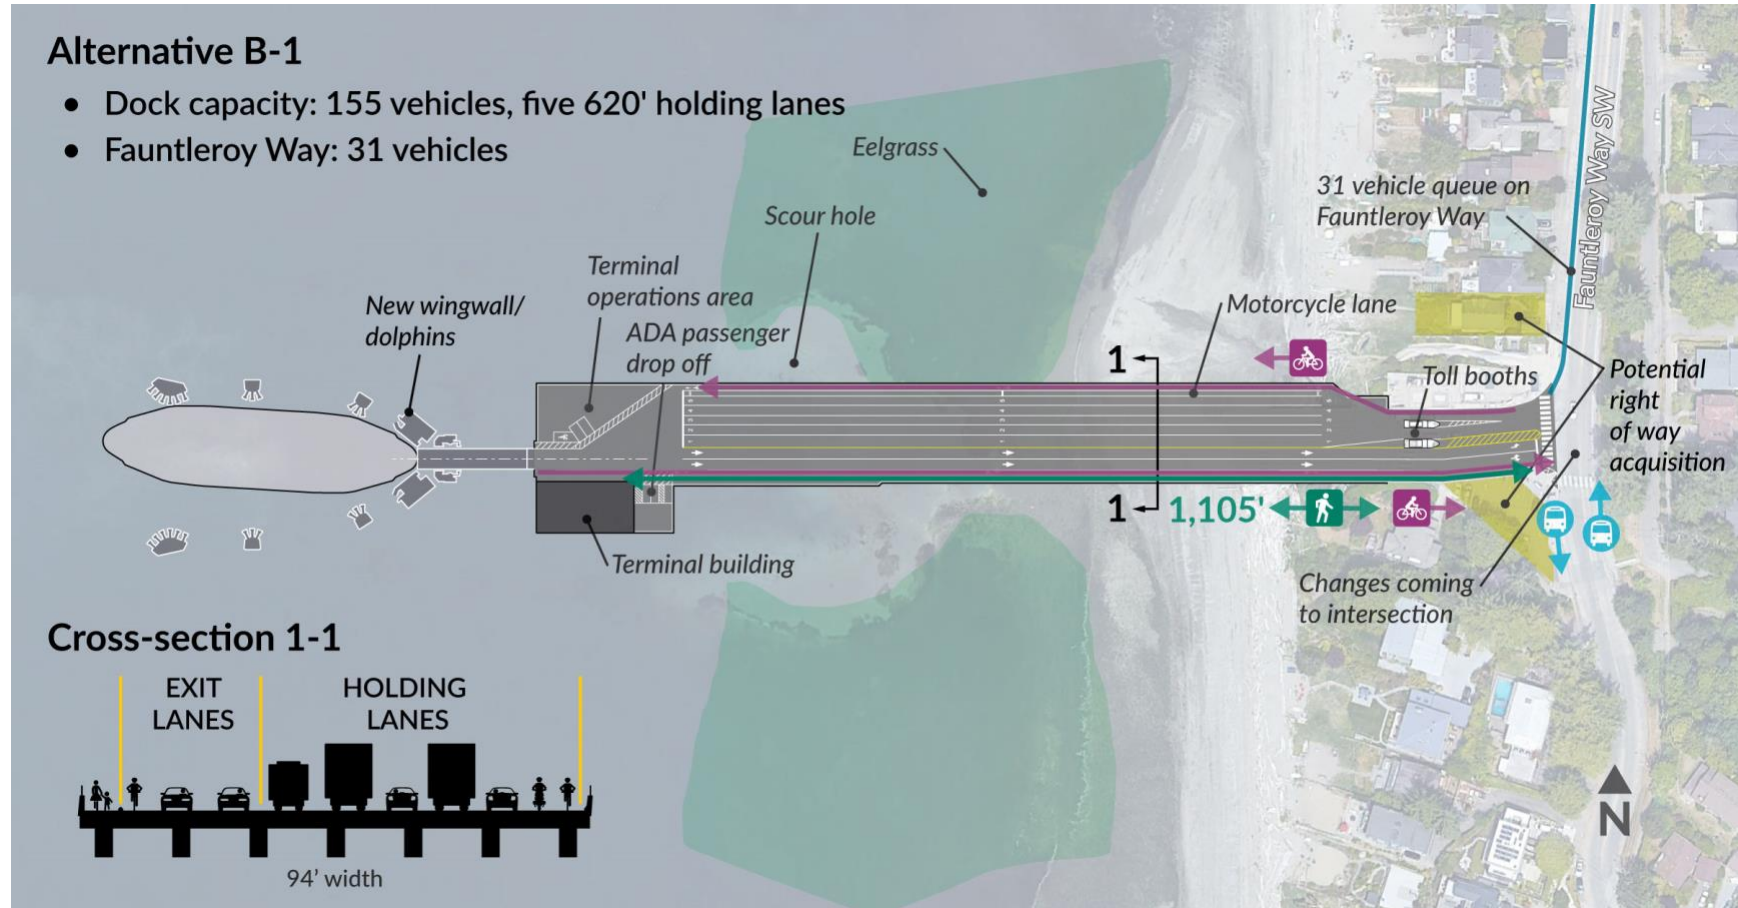 Alternative B-1
• Dock capacity: 155 vehicles, five 620' holding lanes
• Fauntleroy Way: 31 vehicles
Eelgrass
Scour hole
Terminal
operations area
ADA passenger
drop off
New wingwall/
dolphins
31 vehicle queue on
Fauntleroy Way
Fauntleroy Way SW
Motorcycle lane
1
Toll booths
Potential
right
of way
acquisition
1
1,105'
Terminal building
Changes coming
to intersection
Cross-section 1-1
EXIT
LANES
HOLDING
LANES
94’ width
N